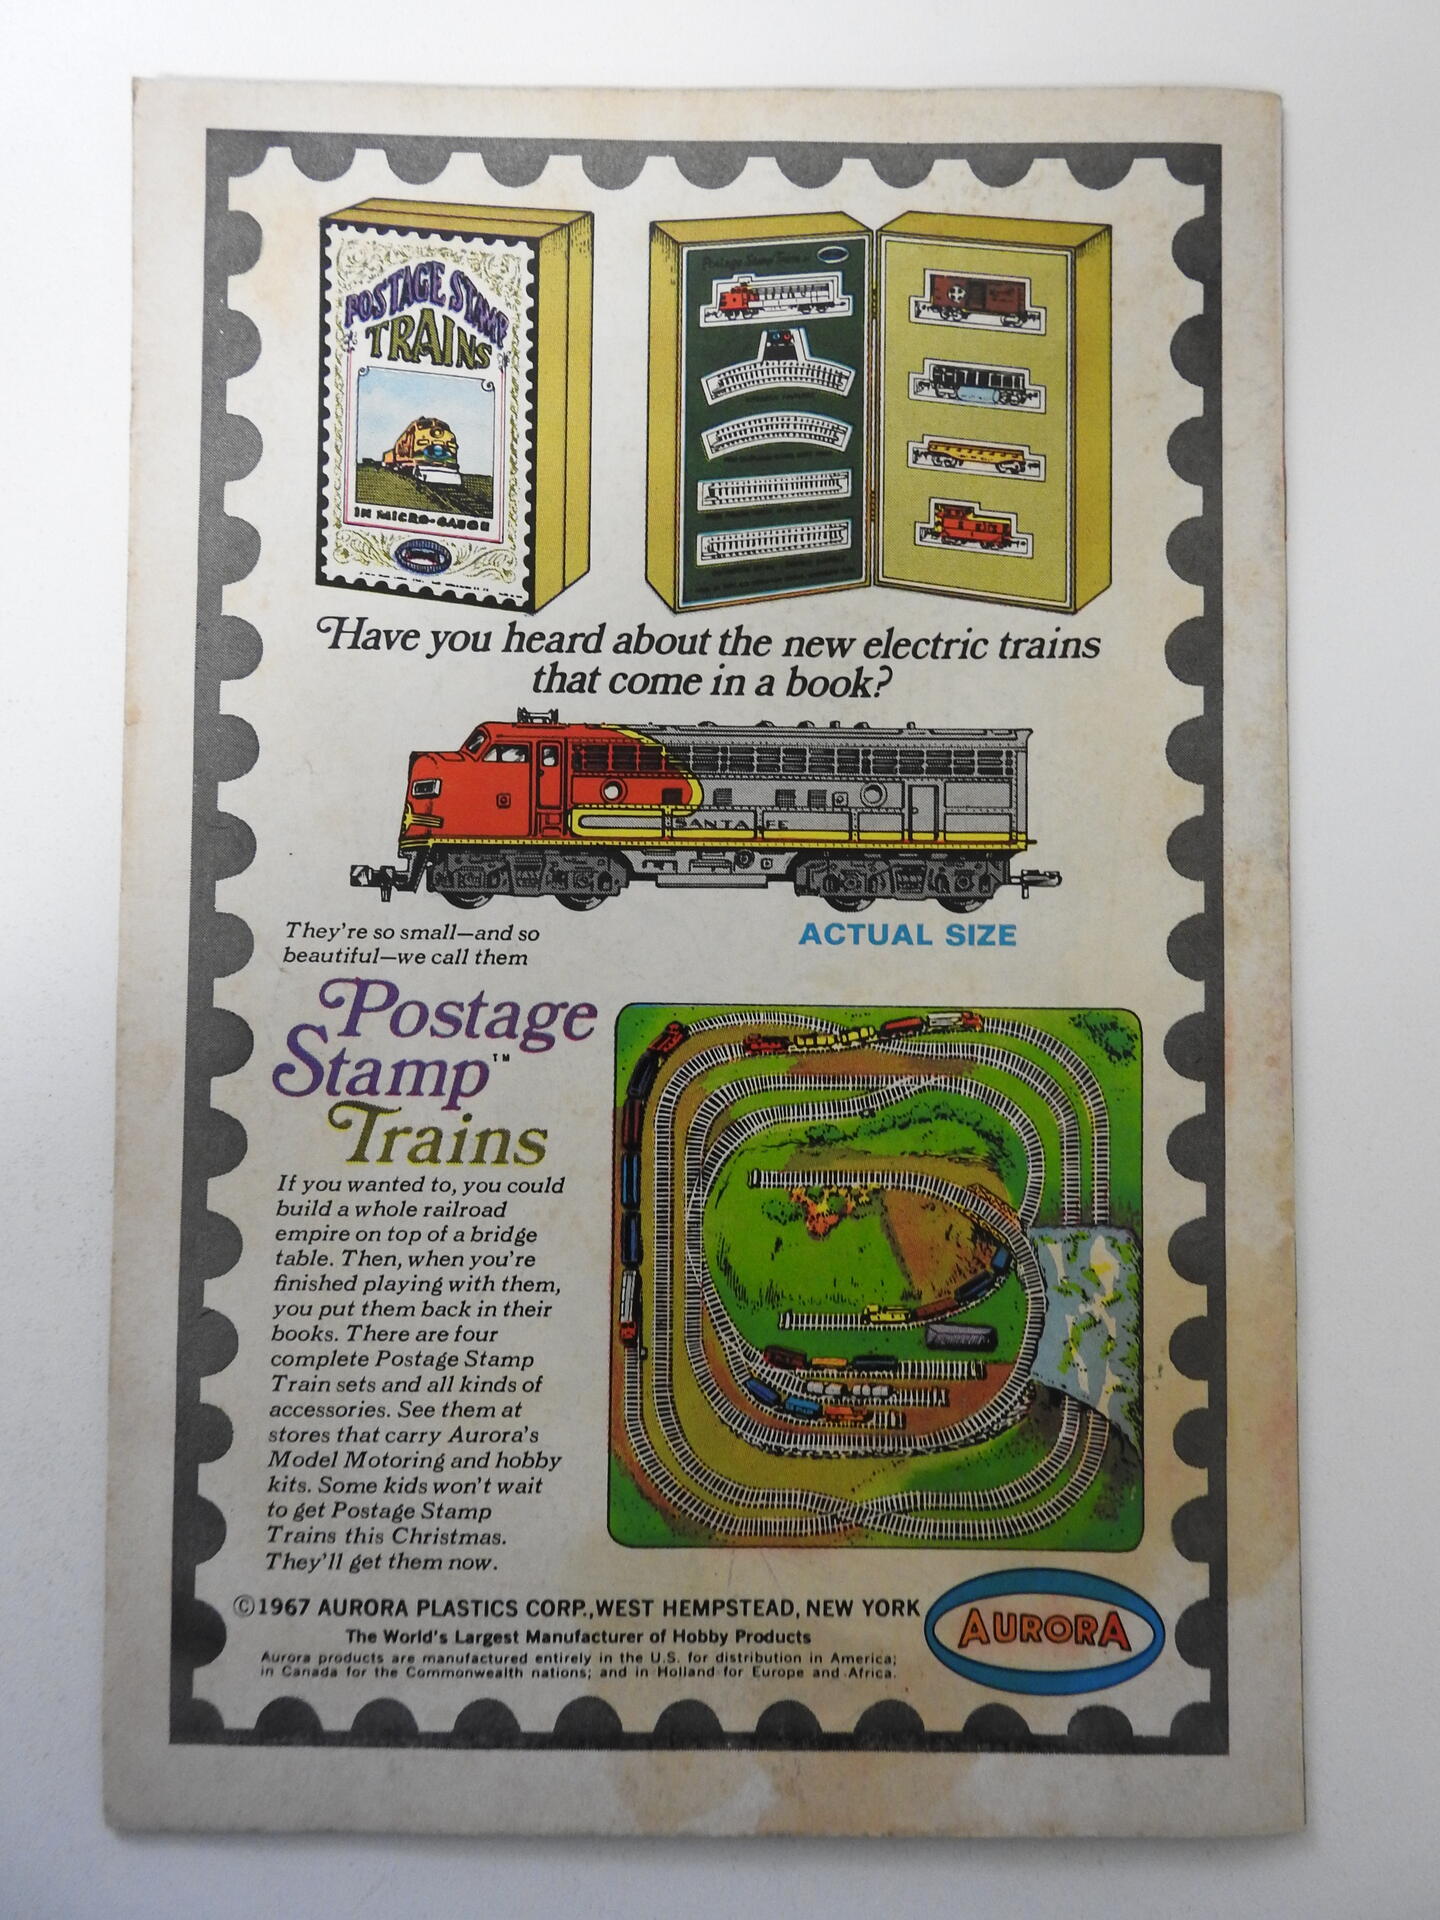 POSTAGE STAMP
TRAINS
IN MICRO-GAUGE
Postage Stamp Trains
Have you heard about the new electric trains
that come in a book?
SANTA FE
They're so small—and so
beautiful—we call them
ACTUAL SIZE
Postage
Stamp™
Trains
If you wanted to, you could
build a whole railroad
empire on top of a bridge
table. Then, when you're
finished playing with them,
you put them back in their
books. There are four
complete Postage Stamp
Train sets and all kinds of
accessories. See them at
stores that carry Aurora's
Model Motoring and hobby
kits. Some kids won't wait
to get Postage Stamp
Trains this Christmas.
They'll get them now.
©1967 AURORA PLASTICS CORP., WEST HEMPSTEAD, NEW YORK
The World's Largest Manufacturer of Hobby Products
Aurora products are manufactured entirely in the U.S. for distribution in America;
in Canada for the Commonwealth nations; and in Holland for Europe and Africa.
AURORA